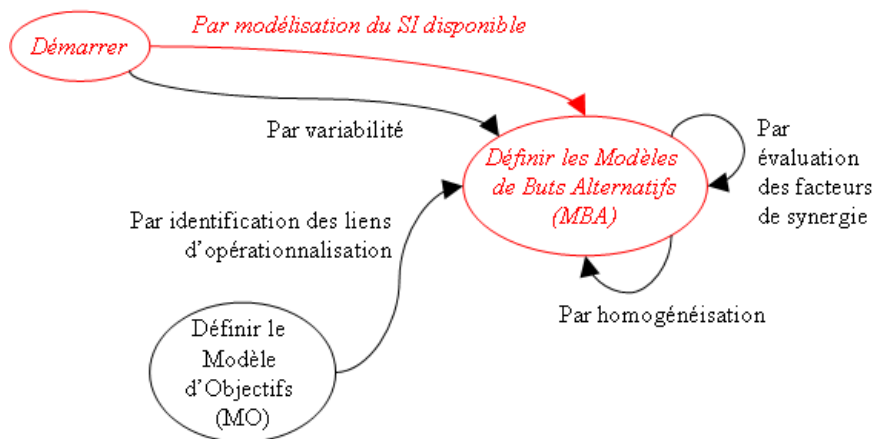 Par modélisation du SI disponible
Démarrer
Par variabilité
Définir les Modèles
de Buts Alternatifs
(MBA)
Par
évaluation
des facteurs
de synergie
Par identification des liens
d'opérationnalisation
Par homogénéisation
Définir le
Modèle
d'Objectifs
(MO)